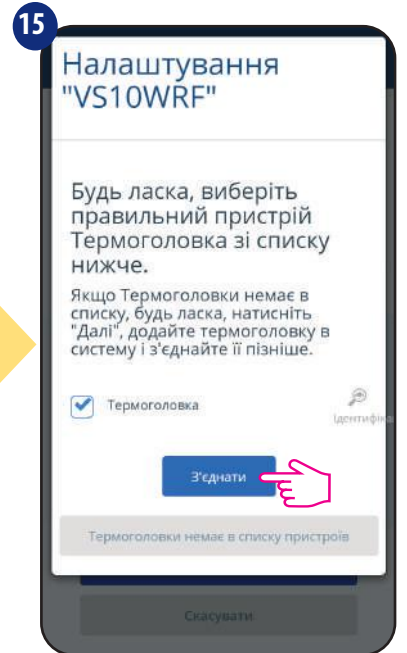 15
Налаштування
"VS10WRF"
Будь ласка, виберіть
правильний пристрій
Термоголовка зі списку
нижче.
Якщо Термоголовки немає в
списку, будь ласка, натисніть
"Далі", додайте термоголовку в
систему і з'єднайте її пізніше.
Термоголовка
З'єднати
Термоголовки немає в списку пристроїв
Скасувати